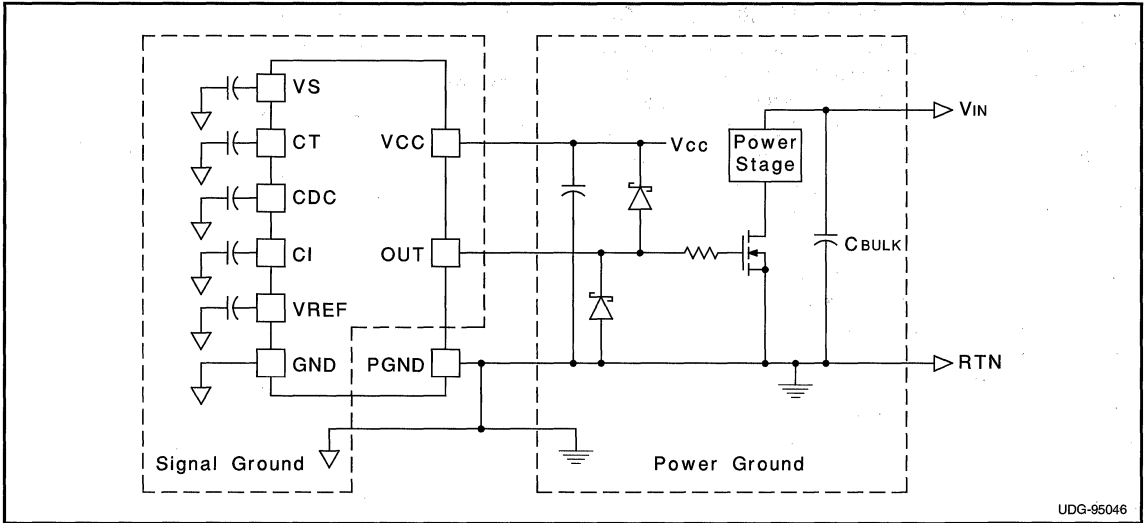 VS
CT
CDC
CI
VREF
GND
VCC
OUT
PGND
Vcc
Power
Stage
VIN
CBULK
RTN
Signal Ground
Power Ground
UDG-95046